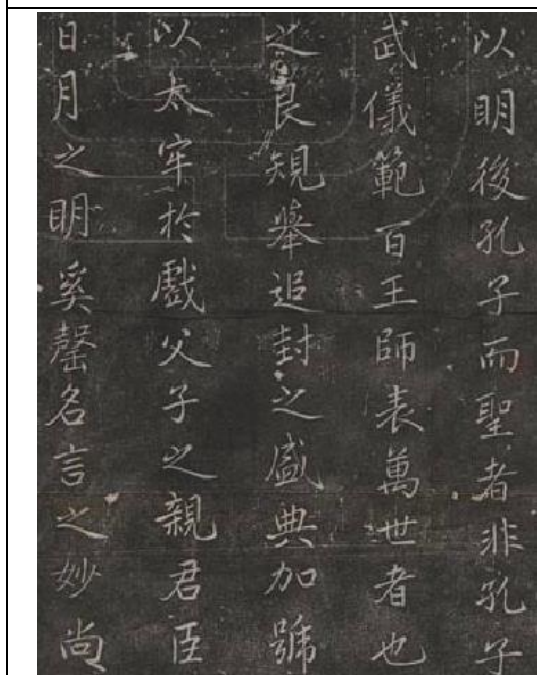 以明後孔子而聖者非孔子
武儀範百王師表萬世者也
之良規舉追封之盛典加號
以太牢於戲父子之親君臣
日月之明奚罄名言之妙尚